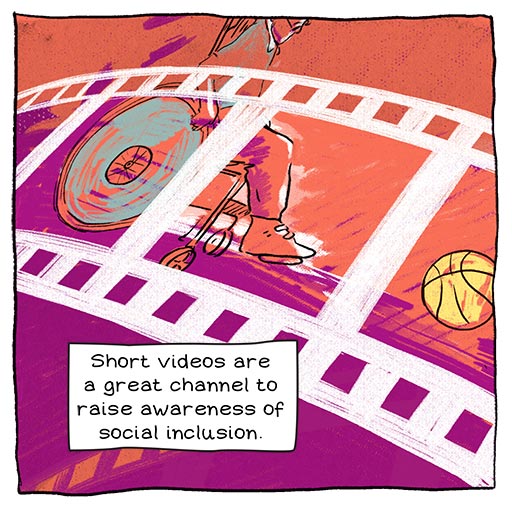 Short videos are
a great channel to
raise awareness of
social inclusion.